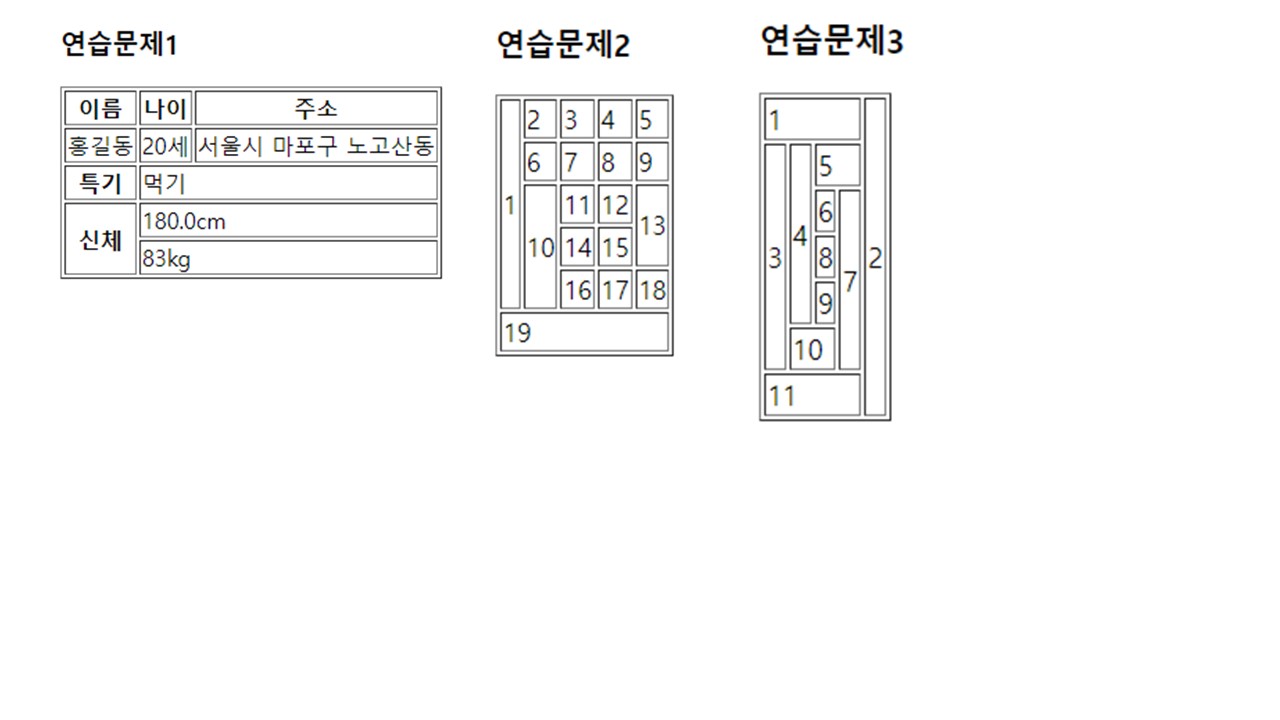 연습문제1
이름 나이 주소
홍길동 20세 서울시 마포구 노고산동
특기 먹기
신체 180.0cm
83kg
연습문제2
1 2 3 4 5
6 7 8 9
10 11 12 13
14 15
16 17 18
19
연습문제3
1 2
3 4 5
6 7
8
9
10
11